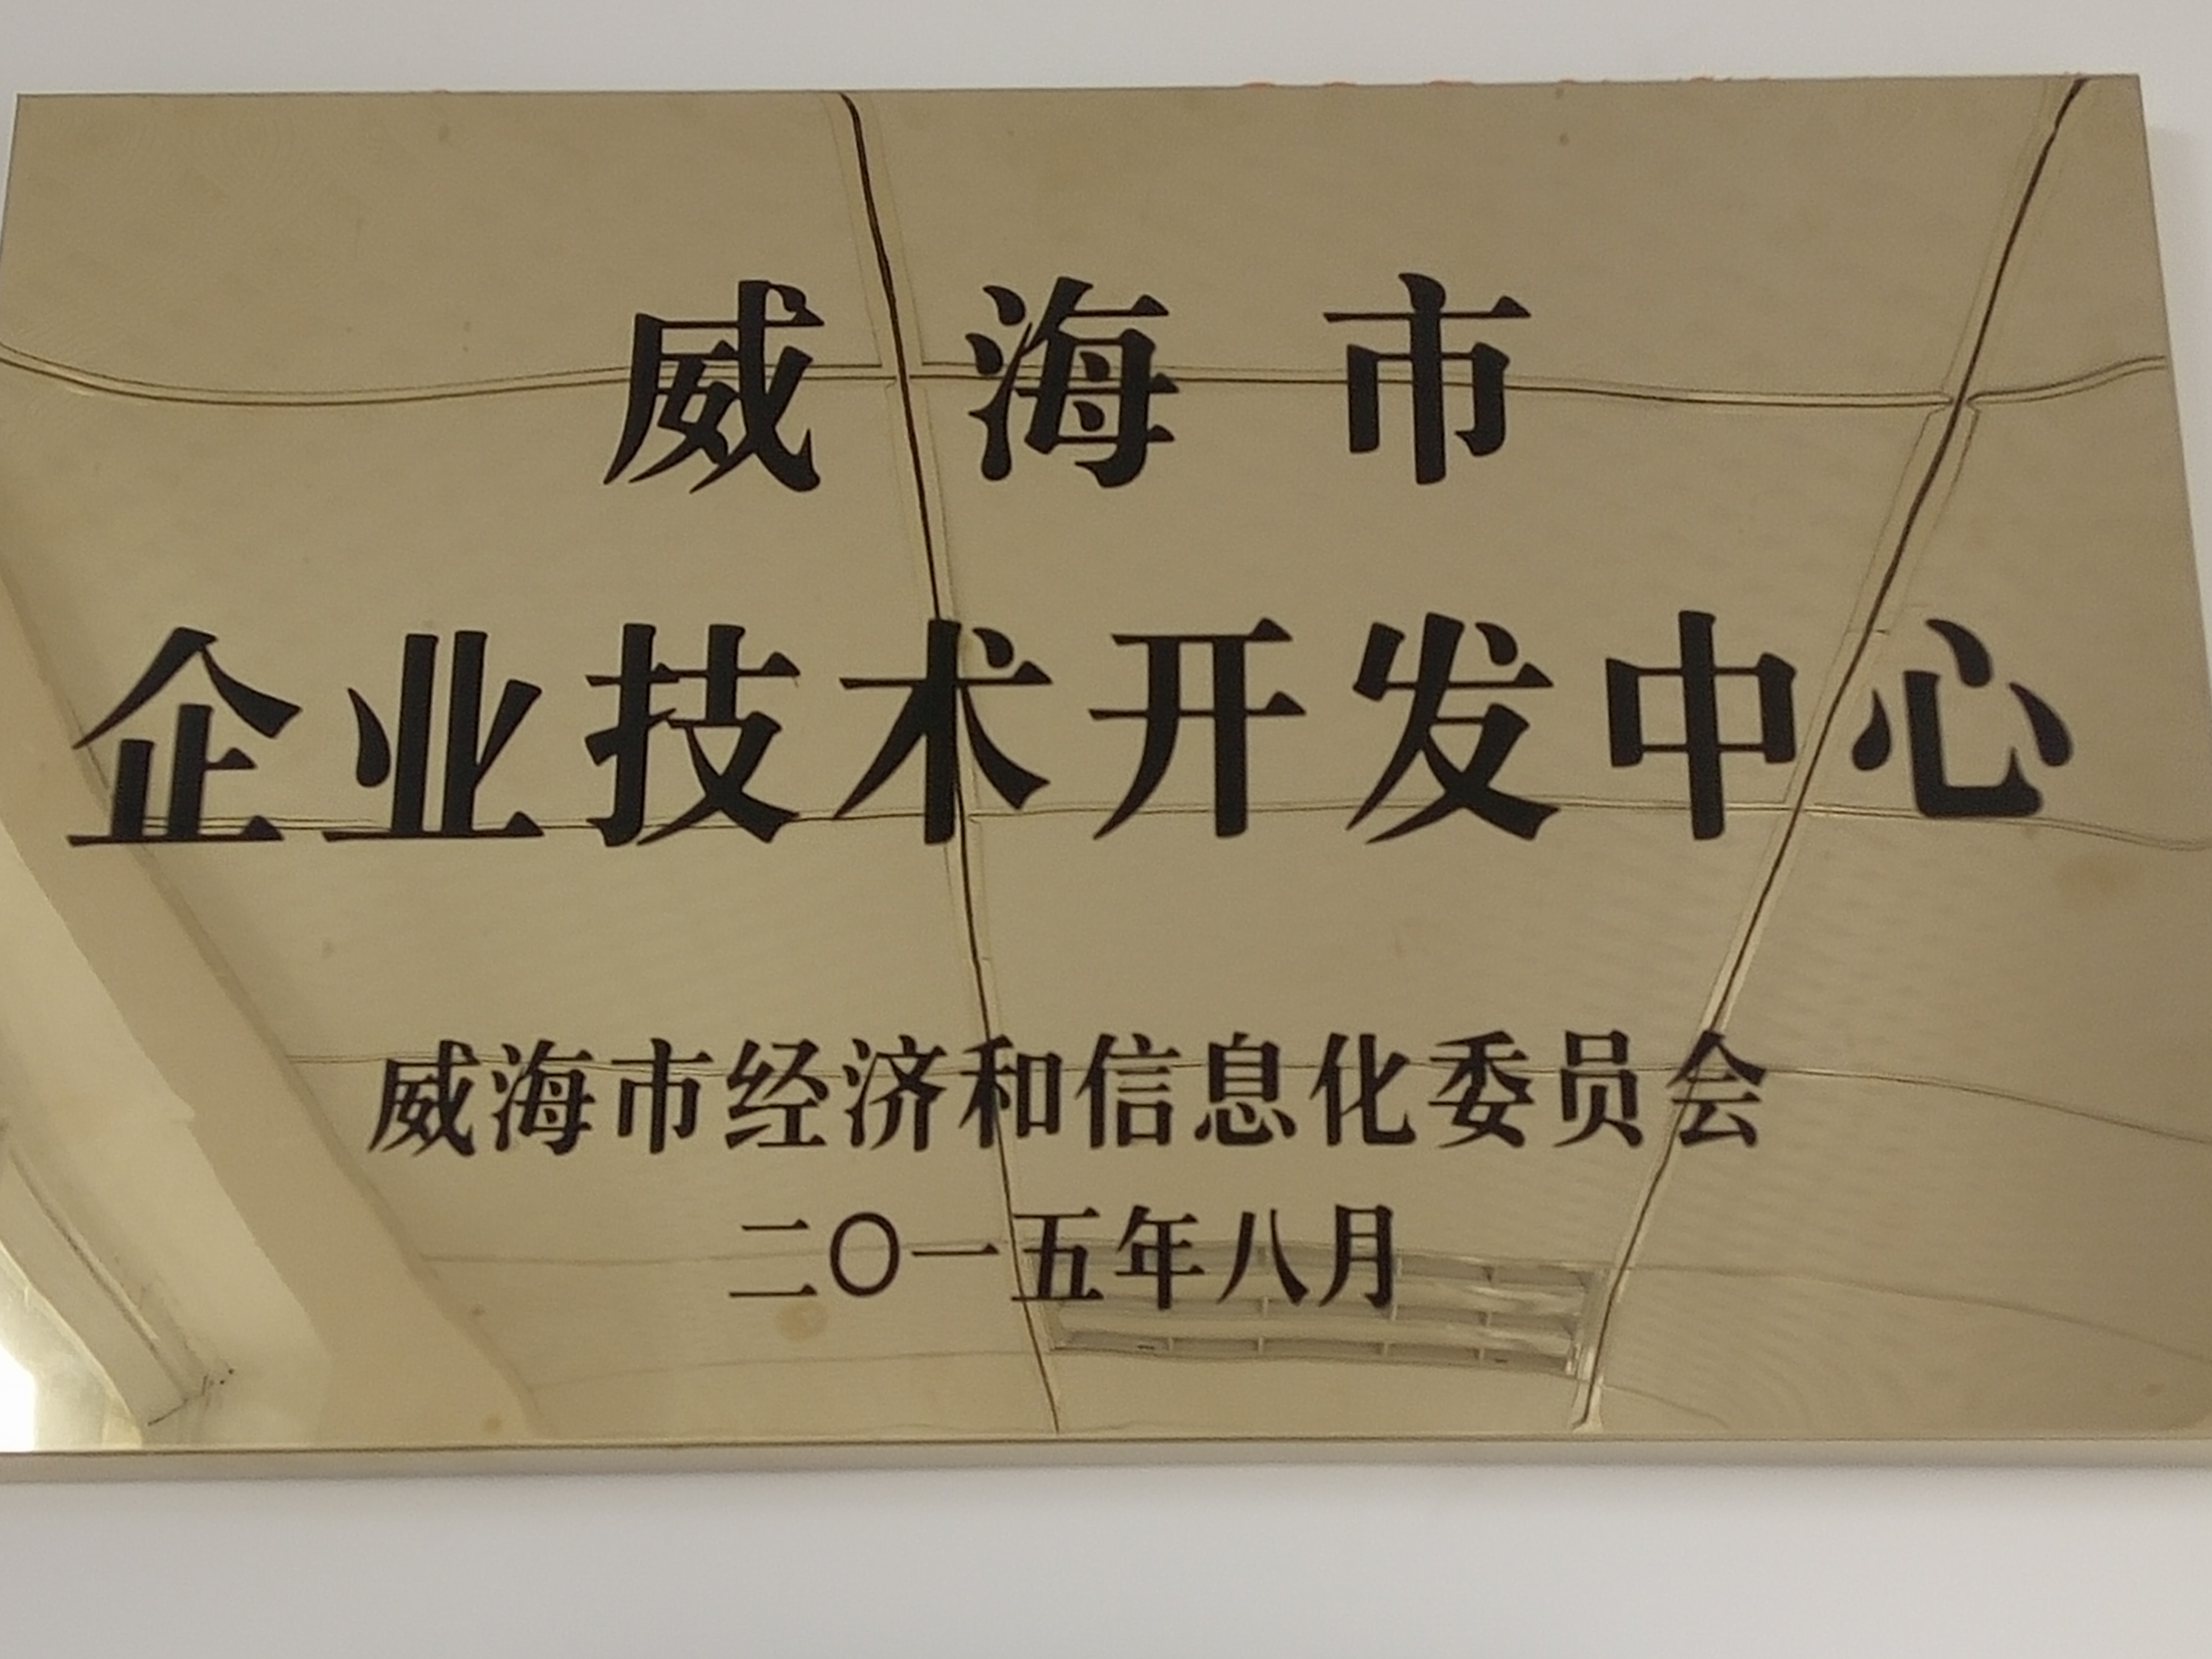 威海市
企业技术开发中心
威海市经济和信息化委员会
二〇一五年八月